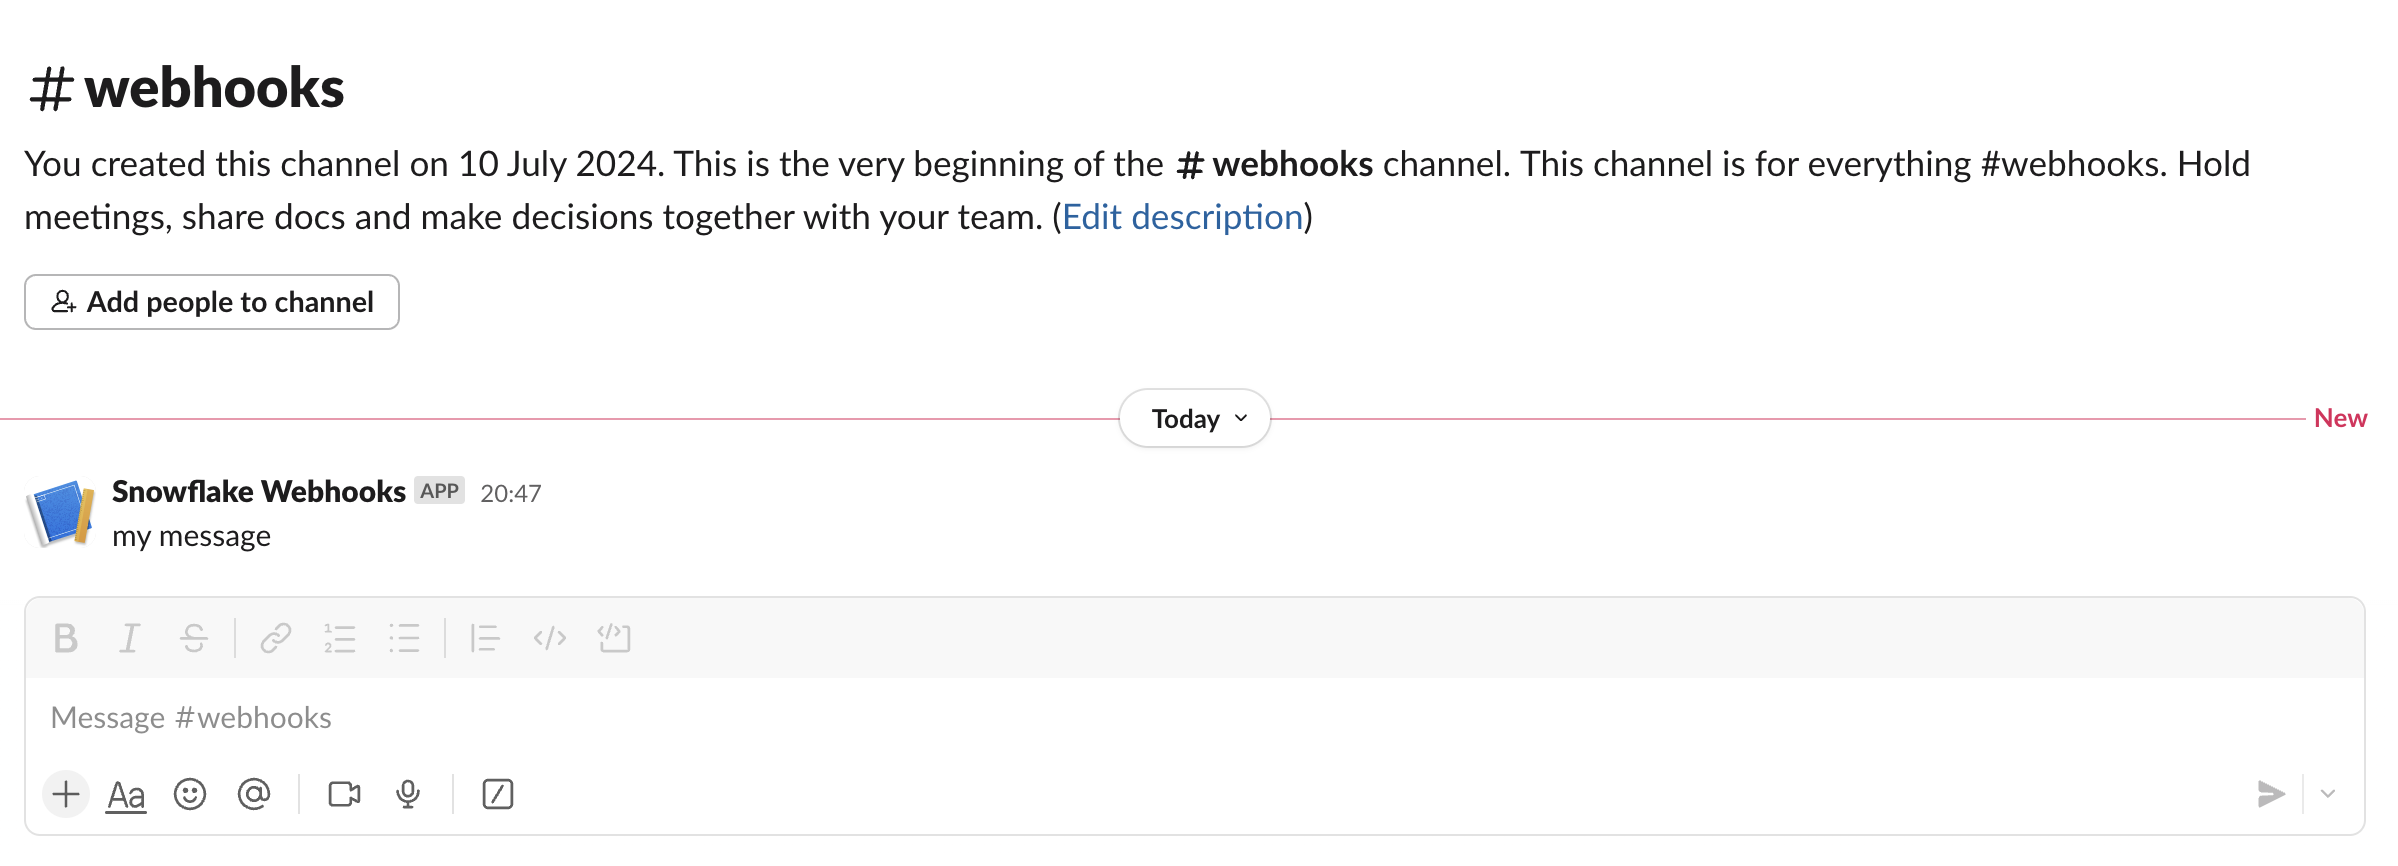 # webhooks
You created this channel on 10 July 2024. This is the very beginning of the # webhooks channel. This channel is for everything #webhooks. Hold
meetings, share docs and make decisions together with your team. (Edit description)
Add people to channel
Today
New
Snowflake Webhooks APP 20:47
my message
Message #webhooks
Aa